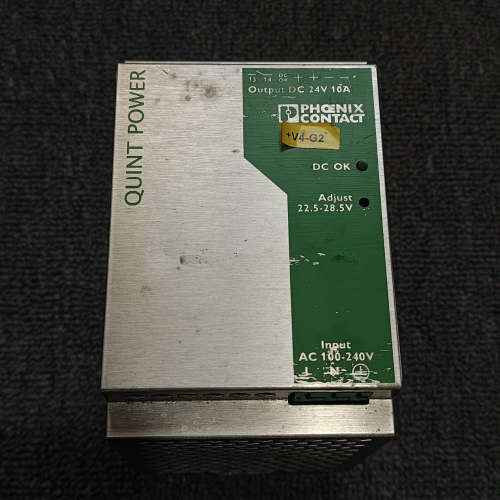 QUINT POWER
13 14 DC OK + + − −
Output DC 24V 10A
PHŒNIX
CONTACT
+V4-G2
DC OK
Adjust
22.5-28.5V
Input
AC 100-240V
L N